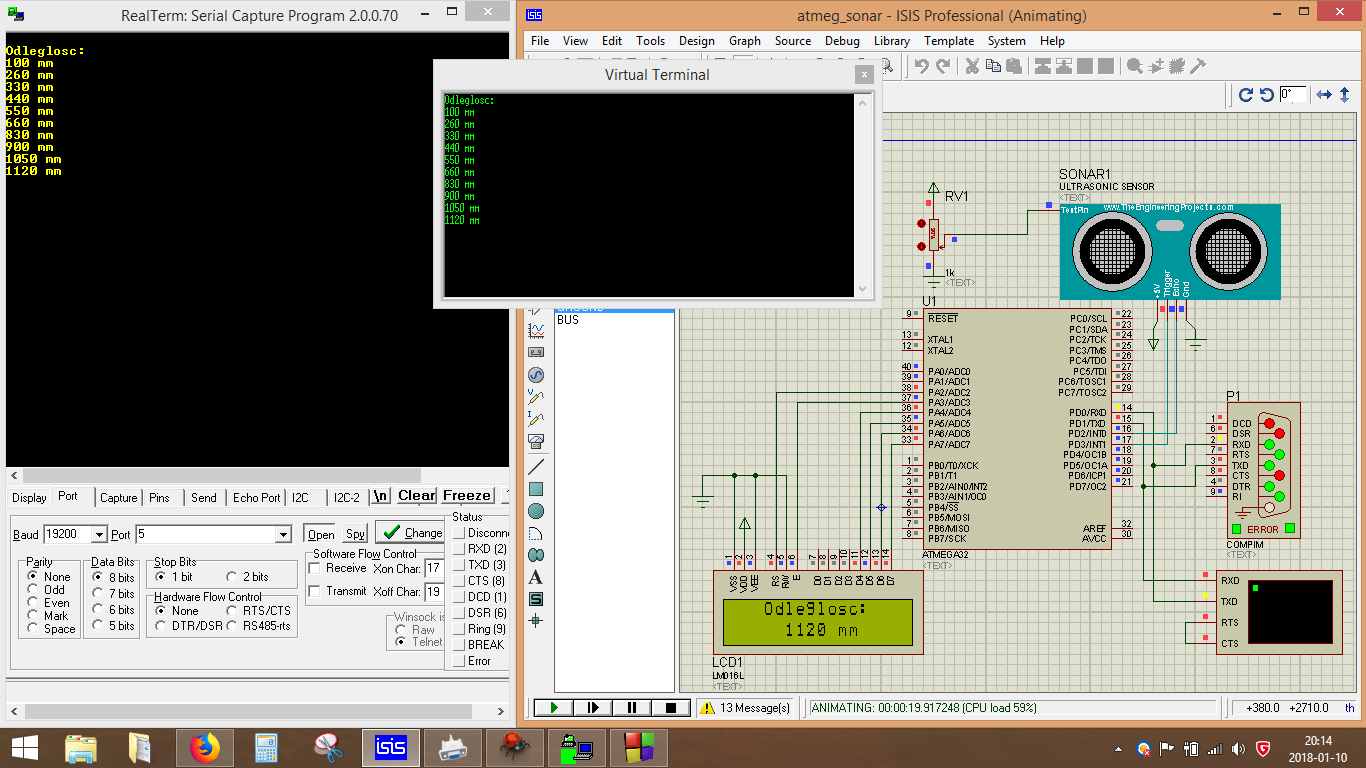 RealTerm: Serial Capture Program 2.0.0.70
Odleglosc:
100 mm
260 mm
330 mm
440 mm
550 mm
660 mm
830 mm
900 mm
1050 mm
1120 mm
Display Port Capture Pins Send Echo Port I2C I2C-2 \n Clear Freeze ?
Baud 19200 Port 5 Open Spy Change
Parity
None
Odd
Even
Mark
Space
Data Bits
8 bits
7 bits
6 bits
5 bits
Stop Bits
1 bit 2 bits
Hardware Flow Control
None RTS/CTS
DTR/DSR RS485-rts
Software Flow Control
Receive Xon Char: 17
Transmit Xoff Char: 19
Winsock is
Raw
Telnet
Status
Disconn
RXD (2)
TXD (3)
CTS (8)
DCD (1)
DSR (6)
Ring (9)
BREAK
Error
isis
atmeg_sonar - ISIS Professional (Animating)
File View Edit Tools Design Graph Source Debug Library Template System Help
0°
Virtual Terminal
Odleglosc:
100 mm
260 mm
330 mm
440 mm
550 mm
660 mm
830 mm
900 mm
1050 mm
1120 mm
BUS
RV1
1k
<TEXT>
SONAR1
ULTRASONIC SENSOR
<TEXT>
TestPin www.TheEngineeringProjects.com
+5V
Trigger
Echo
Gnd
U1
9 RESET
13 XTAL1
12 XTAL2
40 PA0/ADC0
39 PA1/ADC1
38 PA2/ADC2
37 PA3/ADC3
36 PA4/ADC4
35 PA5/ADC5
34 PA6/ADC6
33 PA7/ADC7
1 PB0/T0/XCK
2 PB1/T1
3 PB2/AIN0/INT2
4 PB3/AIN1/OC0
5 PB4/SS
6 PB5/MOSI
7 PB6/MISO
8 PB7/SCK
PC0/SCL 22
PC1/SDA 23
PC2/TCK 24
PC3/TMS 25
PC4/TDO 26
PC5/TDI 27
PC6/TOSC1 28
PC7/TOSC2 29
PD0/RXD 14
PD1/TXD 15
PD2/INT0 16
PD3/INT1 17
PD4/OC1B 18
PD5/OC1A 19
PD6/ICP1 20
PD7/OC2 21
AREF 32
AVCC 30
ATMEGA32
<TEXT>
P1
1 DCD
6 DSR
2 RXD
7 RTS
3 TXD
8 CTS
4 DTR
9 RI
ERROR
COMPIM
<TEXT>
RXD
TXD
RTS
CTS
1 2 3 4 5 6 7 8 9 10 11 12 13 14
VSS VDD VEE RS RW E D0 D1 D2 D3 D4 D5 D6 D7
Odleglosc:
1120 mm
LCD1
LM016L
<TEXT>
13 Message(s)
ANIMATING: 00:00:19.917248 (CPU load 59%)
+380.0 +2710.0 th
isis
20:14
2018-01-10